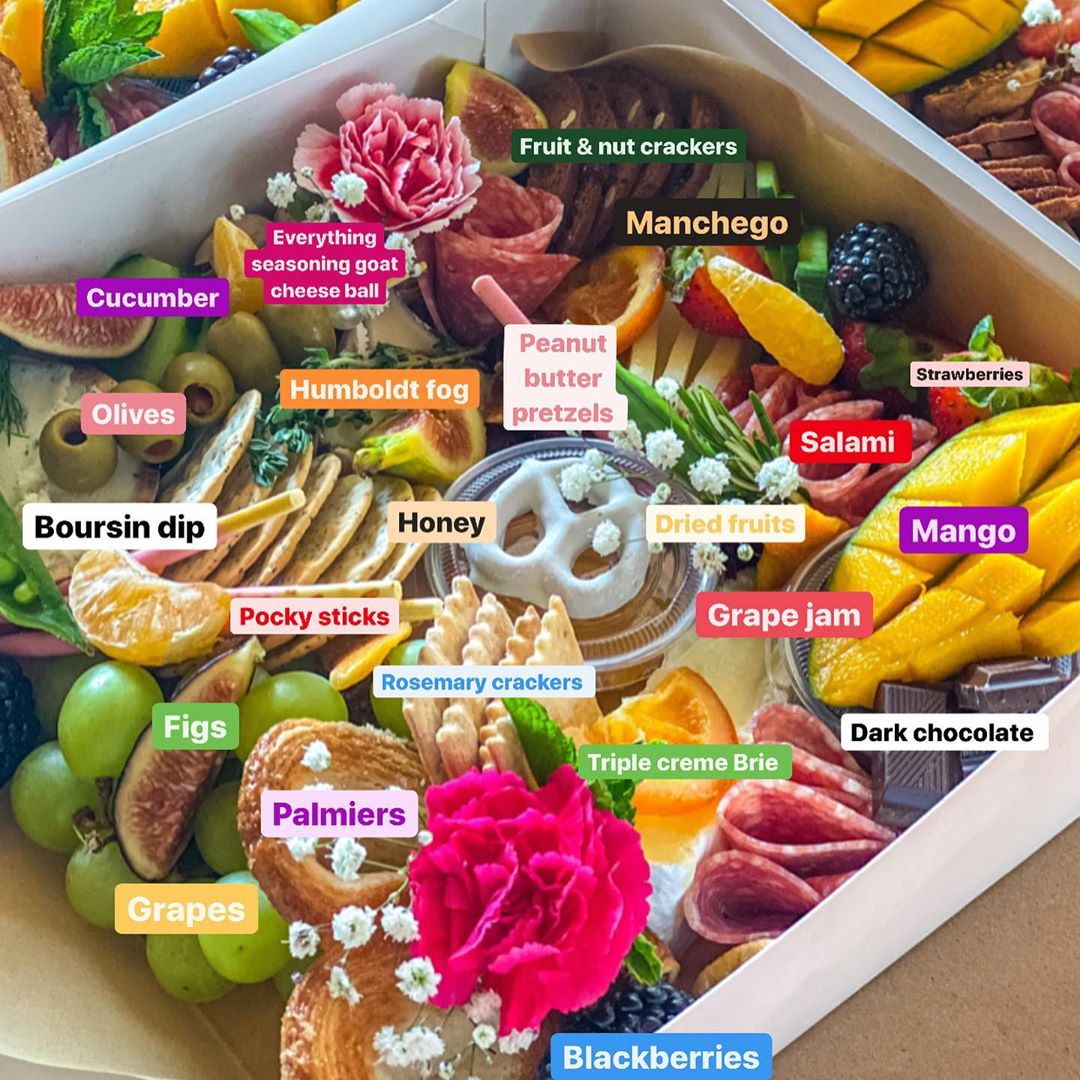 Fruit & nut crackers
Manchego
Everything
seasoning goat
cheese ball
Cucumber
Peanut
butter
pretzels
Strawberries
Humboldt fog
Olives
Salami
Boursin dip
Honey
Dried fruits
Mango
Pocky sticks
Grape jam
Rosemary crackers
Figs
Dark chocolate
Triple creme Brie
Palmiers
Grapes
Blackberries